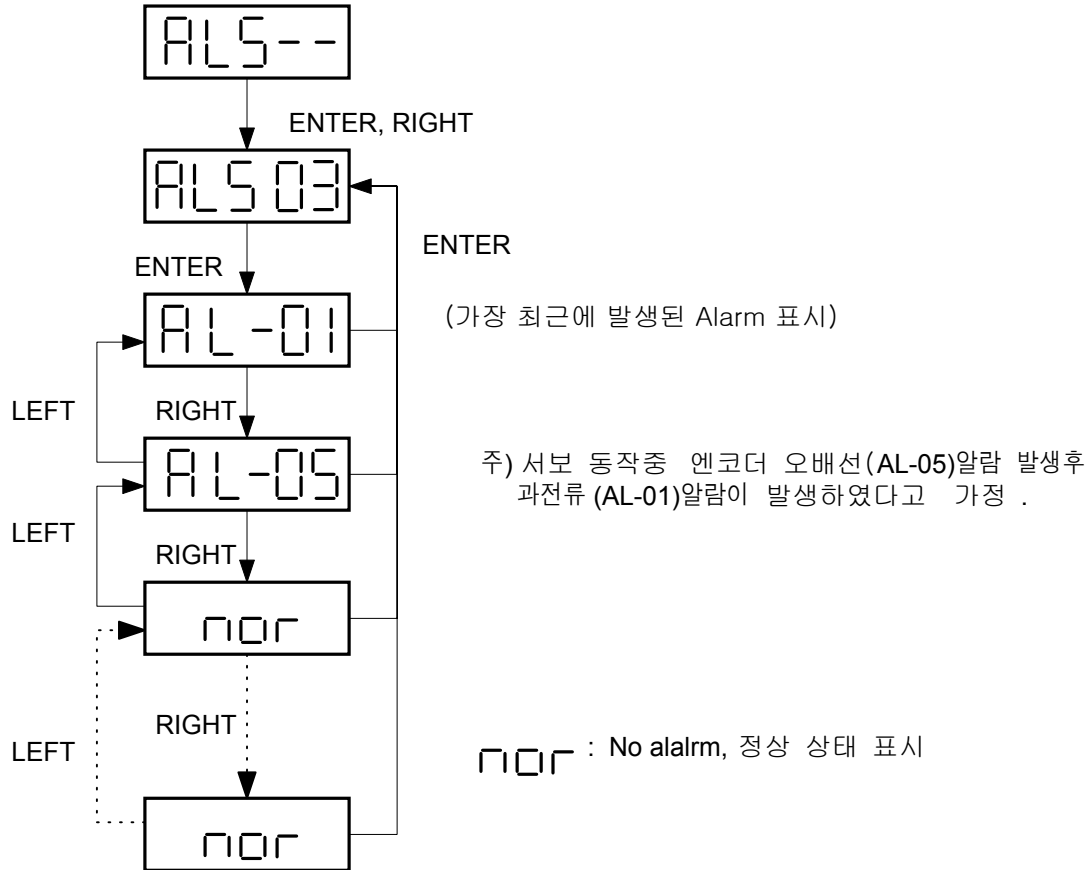 ALS--
ENTER, RIGHT
ALS03
ENTER
ENTER
AL-01
(가장 최근에 발생된 Alarm 표시)
LEFT
RIGHT
AL-05
주) 서보 동작중 엔코더 오배선(AL-05)알람 발생후
과전류 (AL-01)알람이 발생하였다고 가정 .
LEFT
RIGHT
nor
RIGHT
LEFT
nor : No alalrm, 정상 상태 표시
nor